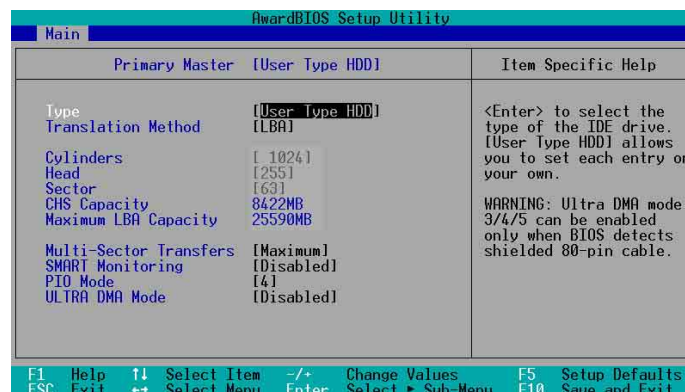 AwardBIOS Setup Utility
Main
Primary Master [User Type HDD]
Item Specific Help
Type [User Type HDD]
Translation Method [LBA]
Cylinders [ 1024]
Head [255]
Sector [63]
CHS Capacity 8422MB
Maximum LBA Capacity 25590MB
Multi-Sector Transfers [Maximum]
SMART Monitoring [Disabled]
PIO Mode [4]
ULTRA DMA Mode [Disabled]
<Enter> to select the
type of the IDE drive.
[User Type HDD] allows
you to set each entry on
your own.
WARNING: Ultra DMA mode
3/4/5 can be enabled
only when BIOS detects
shielded 80-pin cable.
F1 Help ↑↓ Select Item -/+ Change Values F5 Setup Defaults
ESC Exit ↔ Select Menu Enter Select ► Sub-Menu F10 Save and Exit